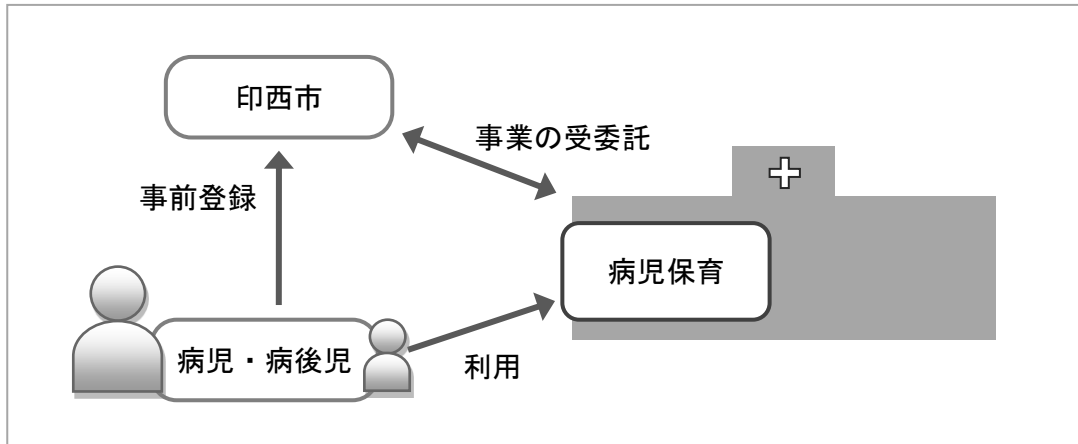 印西市
事業の受委託
事前登録
病児保育
病児・病後児
利用